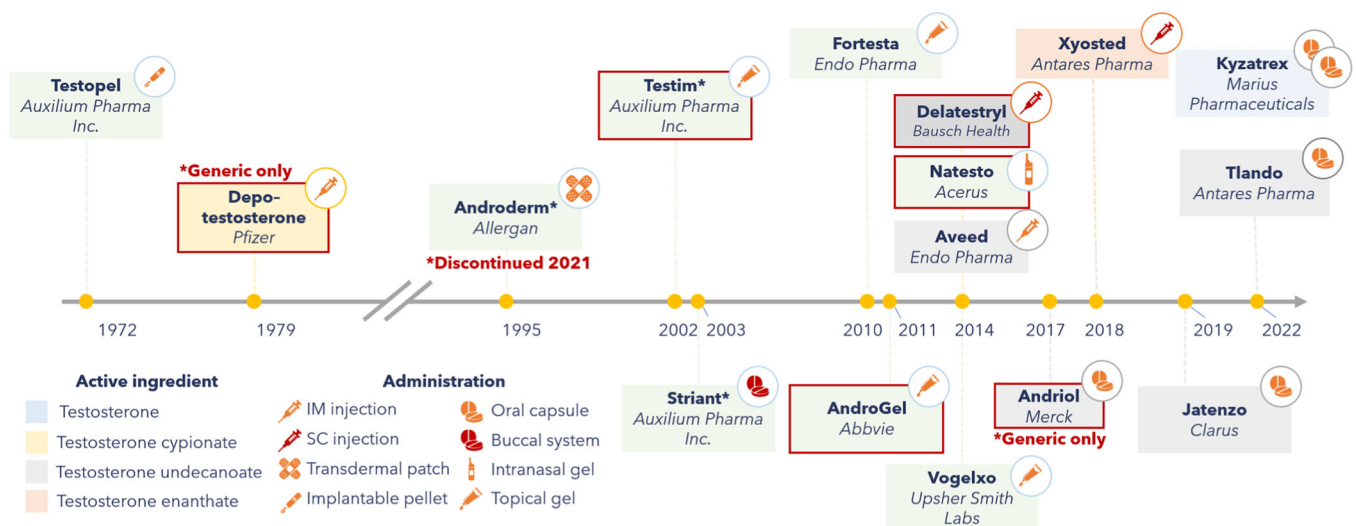 Testopel
Auxilium Pharma
Inc.
*Generic only
Depo-
testosterone
Pfizer
Androderm*
Allergan
*Discontinued 2021
Testim*
Auxilium Pharma
Inc.
Fortesta
Endo Pharma
Delatestryl
Bausch Health
Natesto
Acerus
Aveed
Endo Pharma
Xyosted
Antares Pharma
Kyzatrex
Marius
Pharmaceuticals
Tlando
Antares Pharma
1972
1979
1995
2002
2003
2010
2011
2014
2017
2018
2019
2022
Striant*
Auxilium Pharma
Inc.
AndroGel
Abbvie
Vogelxo
Upsher Smith
Labs
Andriol
Merck
*Generic only
Jatenzo
Clarus
Active ingredient
Testosterone
Testosterone cypionate
Testosterone undecanoate
Testosterone enanthate
Administration
IM injection
SC injection
Transdermal patch
Implantable pellet
Oral capsule
Buccal system
Intranasal gel
Topical gel